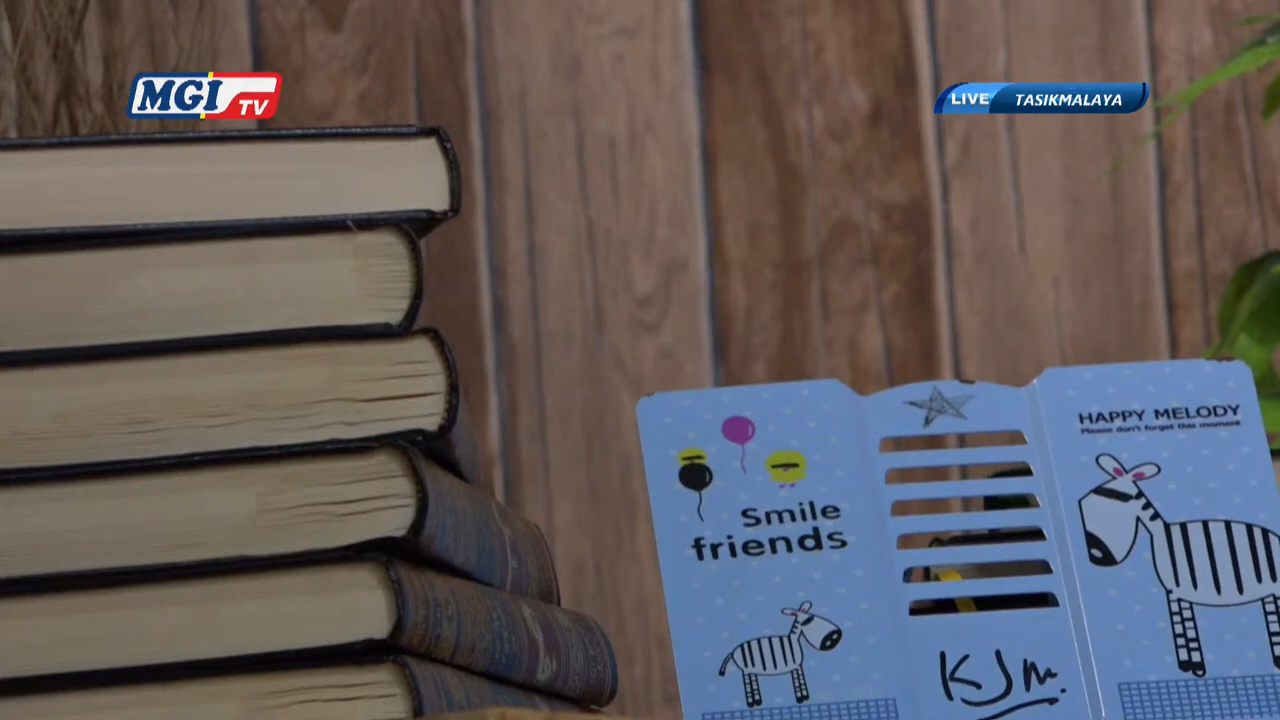 MGI TV
LIVE TASIKMALAYA
HAPPY MELODY
Please don't forget this moment
Smile
friends
KJM.